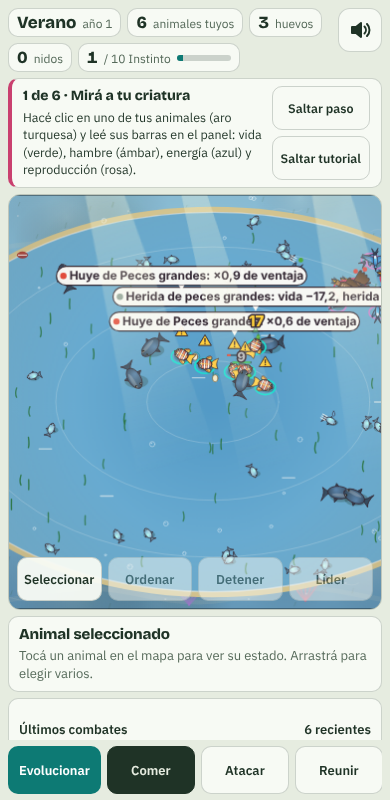 Verano año 1
6 animales tuyos
3 huevos
0 nidos
1 / 10 Instinto
1 de 6 · Mirá a tu criatura
Hacé clic en uno de tus animales (aro
turquesa) y leé sus barras en el panel: vida
(verde), hambre (ámbar), energía (azul) y
reproducción (rosa).
Saltar paso
Saltar tutorial
Huye de Peces grandes: ×0,9 de ventaja
Herida de peces grandes: vida −17,2, herida
Huye de Peces grande 17 ×0,6 de ventaja
9
Seleccionar
Ordenar
Detener
Líder
Animal seleccionado
Tocá un animal en el mapa para ver su estado. Arrastrá para
elegir varios.
Últimos combates
6 recientes
Evolucionar
Comer
Atacar
Reunir